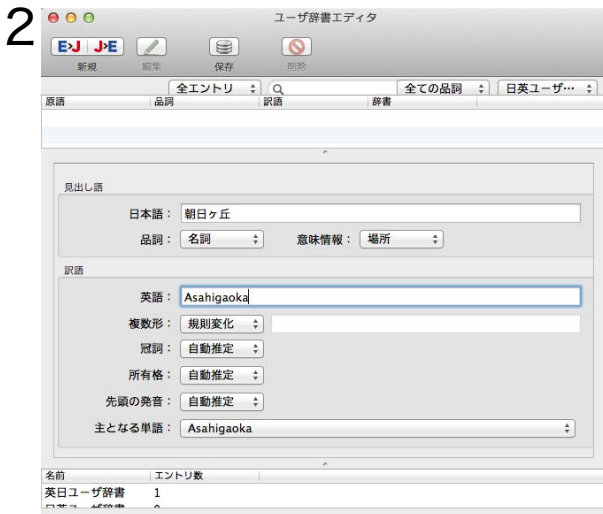 2
ユーザ辞書エディタ
E›J J›E
新規 編集 保存 削除
全エントリ 全ての品詞 日英ユーザ…
原語 品詞 訳語 辞書
見出し語
日本語： 朝日ヶ丘
品詞： 名詞 意味情報： 場所
訳語
英語： Asahigaoka
複数形： 規則変化
冠詞： 自動推定
所有格： 自動推定
先頭の発音： 自動推定
主となる単語： Asahigaoka
名前 エントリ数
英日ユーザ辞書 1